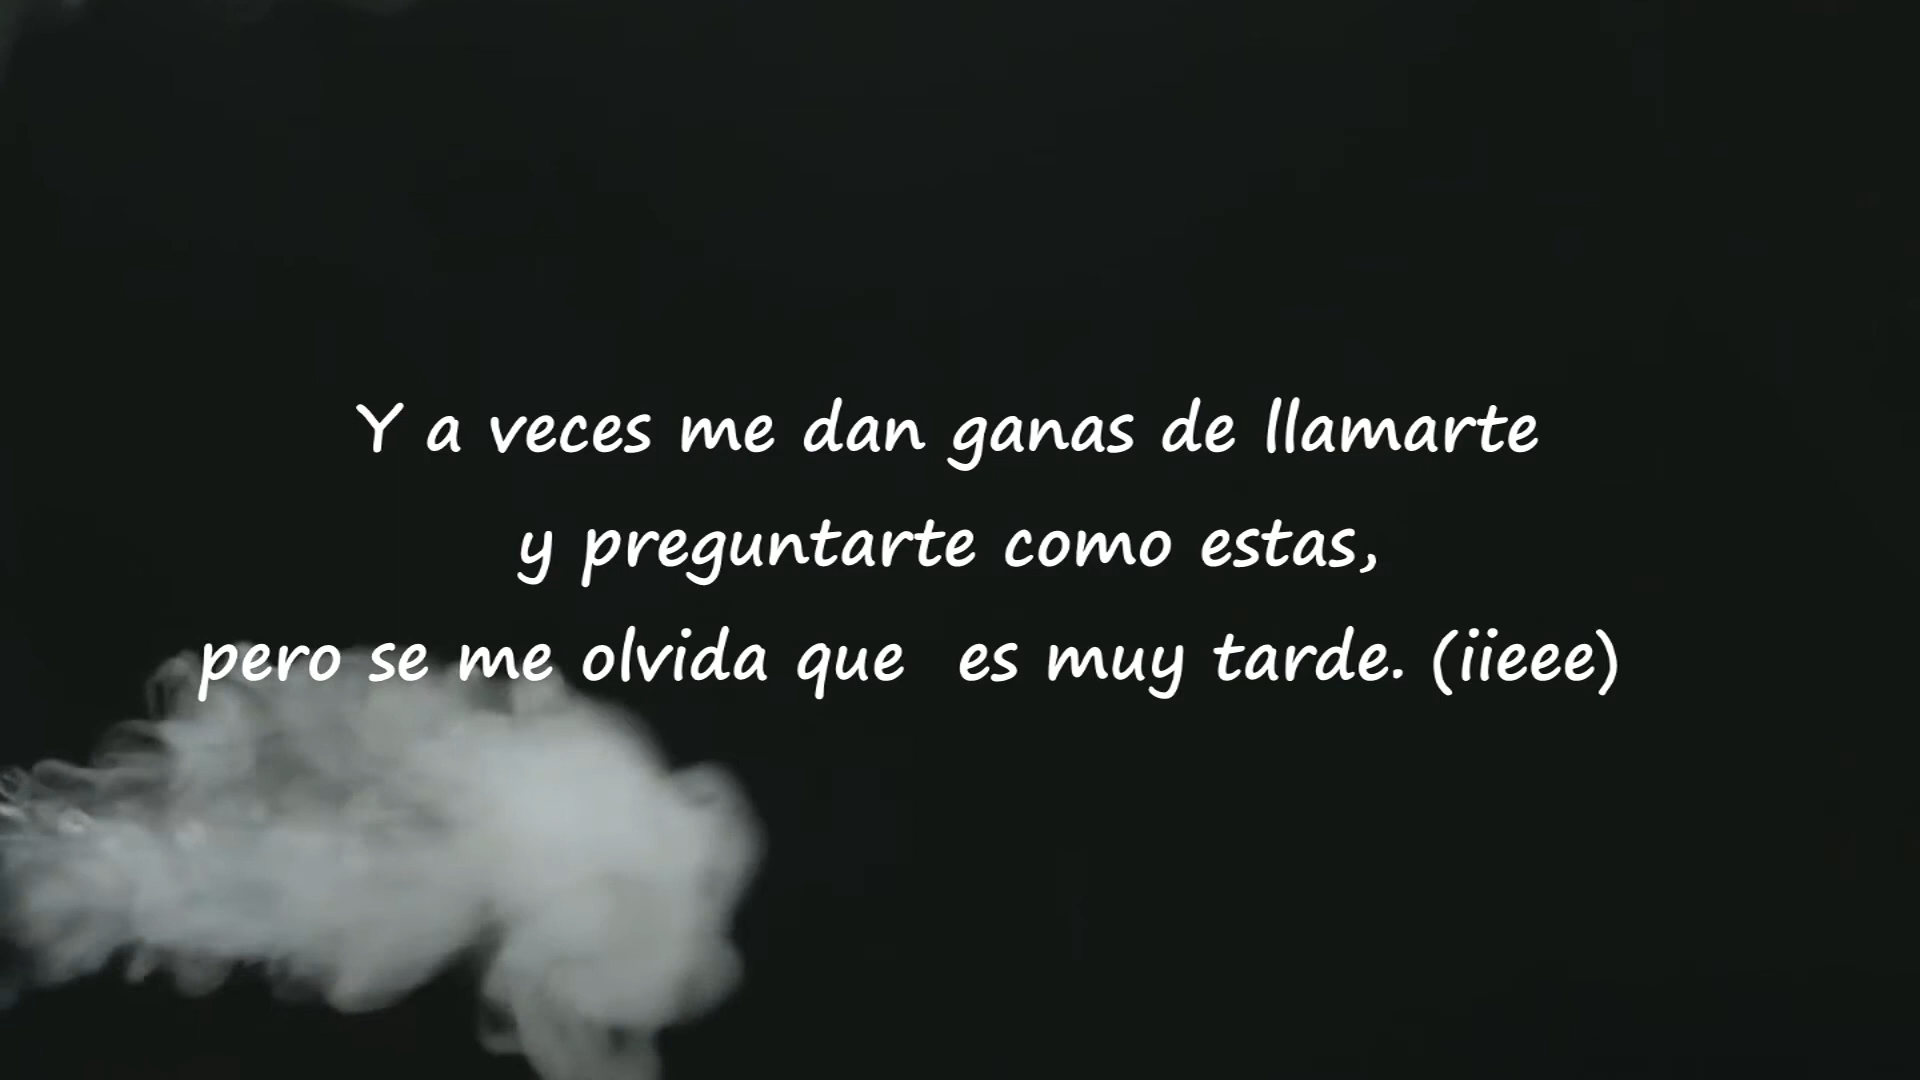 Y a veces me dan ganas de llamarte
y preguntarte como estas,
pero se me olvida que  es muy tarde. (iieee)